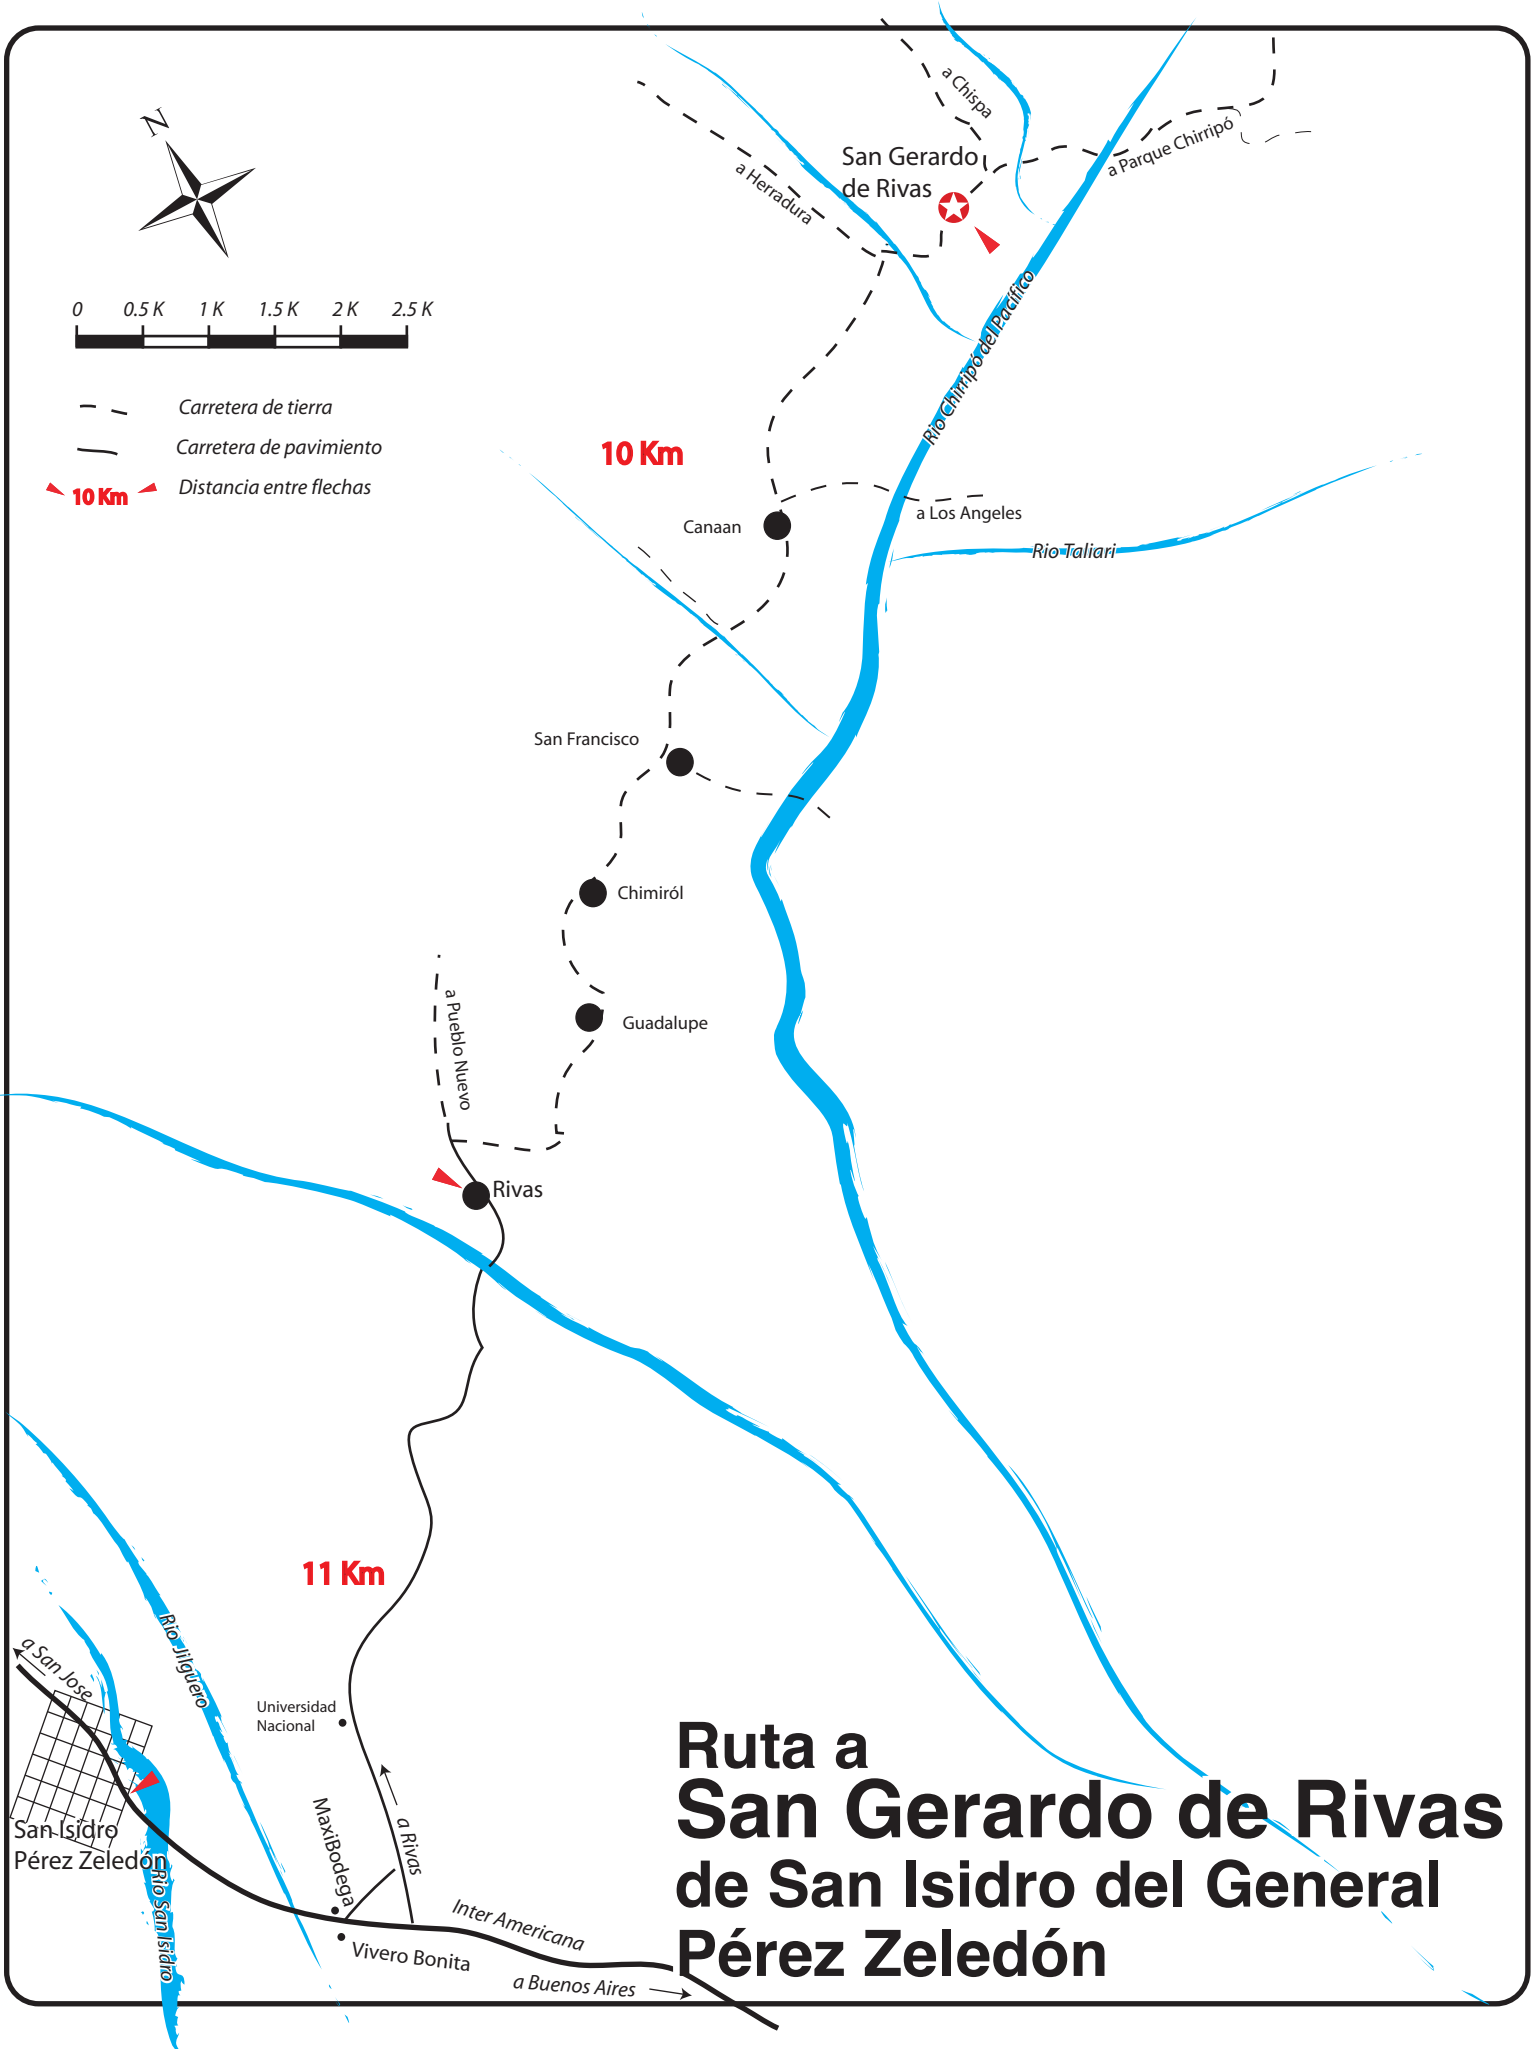 N
a Chispa
San Gerardo
de Rivas
a Parque Chirripó
a Herradura
0 0.5 K 1 K 1.5 K 2 K 2.5 K
Rio Chirripó del Pacífico
Carretera de tierra
Carretera de pavimiento
10 Km Distancia entre flechas
10 Km
Canaan
a Los Angeles
Rio Taliari
San Francisco
Chimiról
Guadalupe
a Pueblo Nuevo
Rivas
11 Km
Rio Jilguero
a San Jose
Universidad
Nacional
San Isidro
Pérez Zeledón
Rio San Isidro
MaxiBodega
a Rivas
Inter Americana
Vivero Bonita
a Buenos Aires
Ruta a
San Gerardo de Rivas
de San Isidro del General
Pérez Zeledón